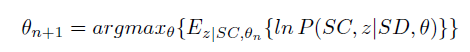 θ_{n+1} = argmax_θ{E_{z|SC,θ_n}{ln P(SC, z|SD, θ)}}